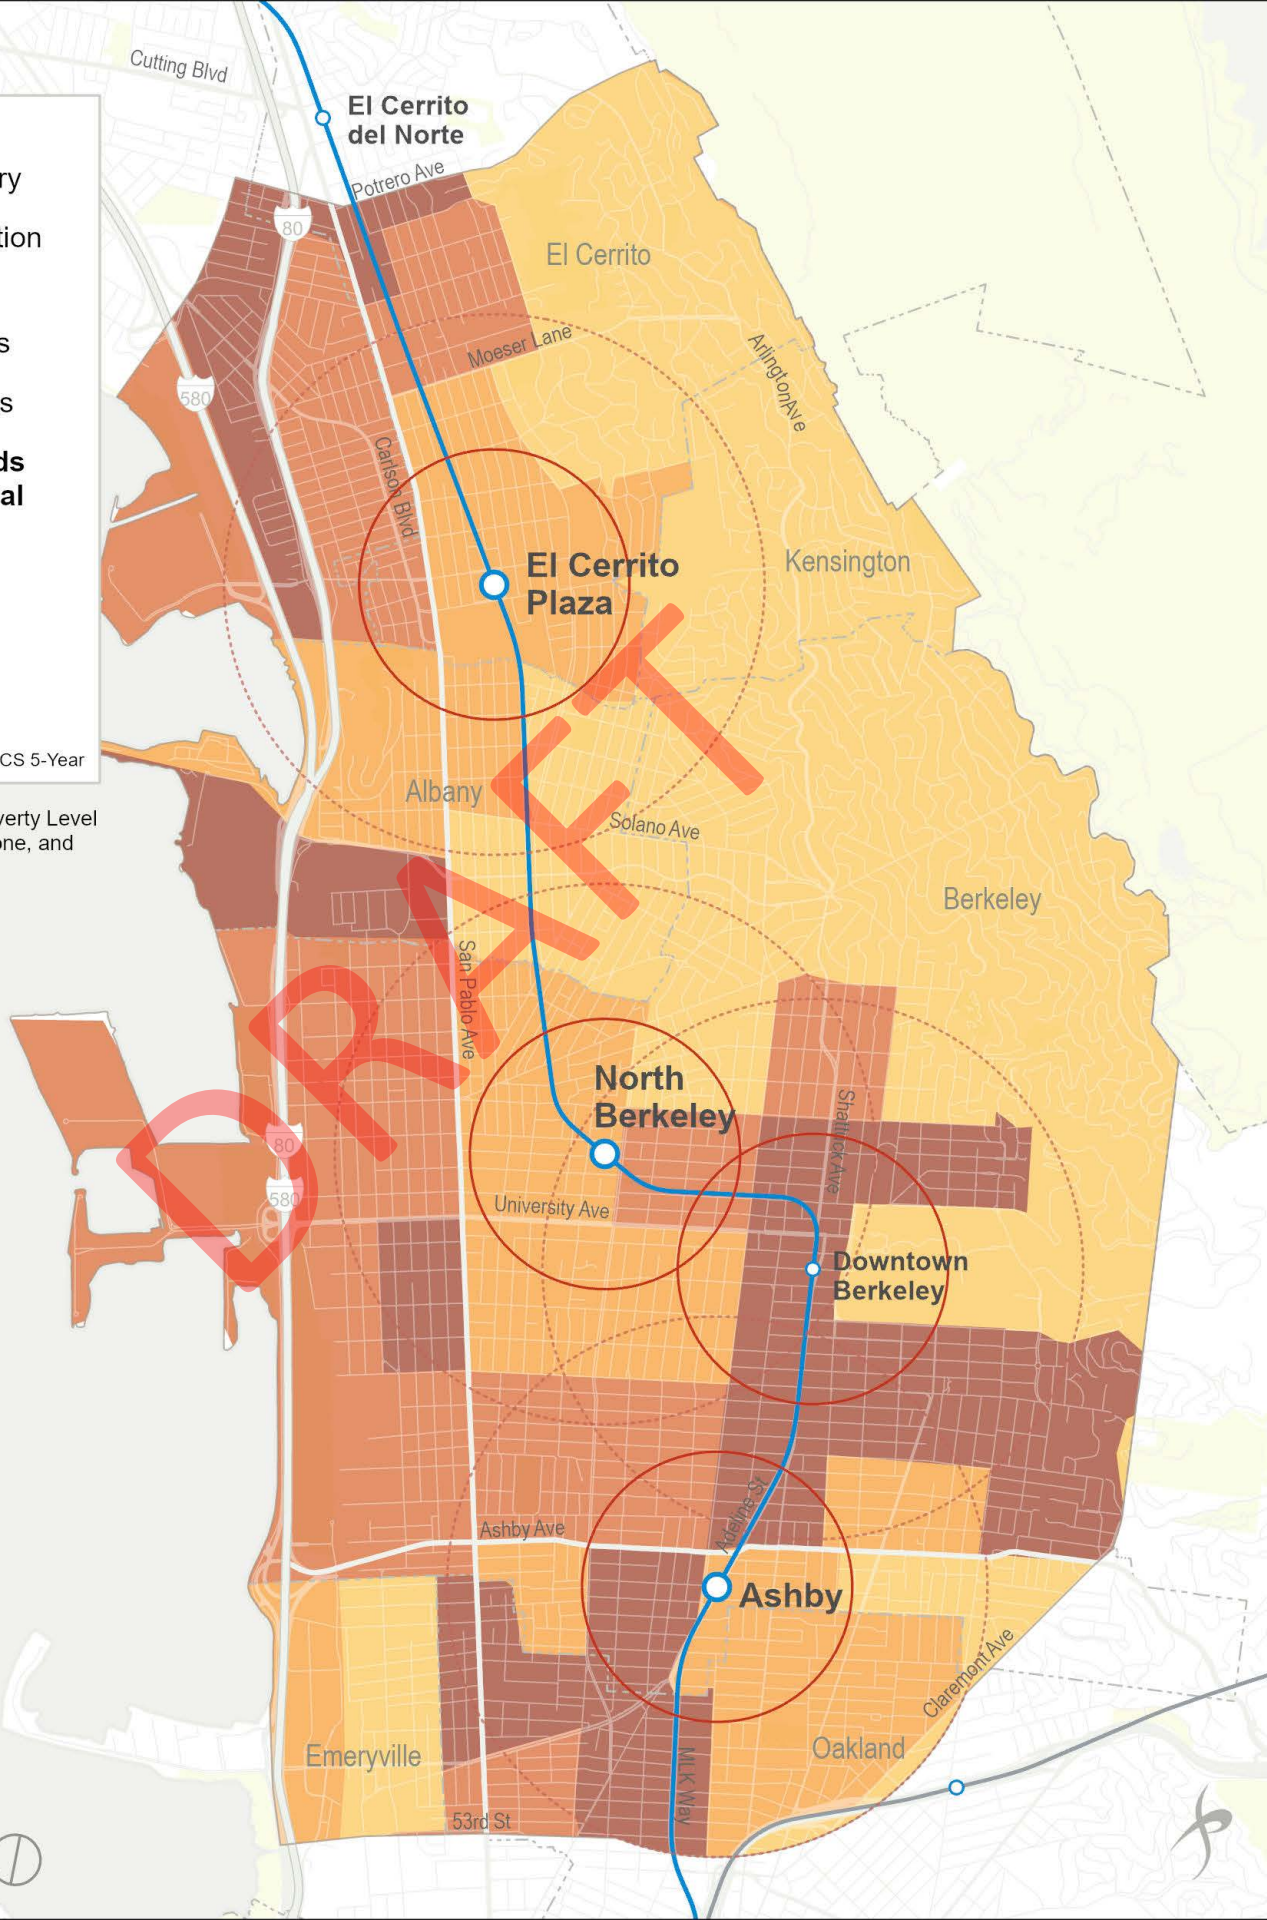 Cutting Blvd
El Cerrito
del Norte
Potrero Ave
ry
80
tion
El Cerrito
s
Moeser Lane
ArlingtonAve
580
s
ds
al
Carlson Blvd
El Cerrito
Plaza
Kensington
CS 5-Year
Albany
verty Level
one, and
Solano Ave
Berkeley
DRAFT
San Pablo Ave
North
Berkeley
Shattuck Ave
80
580
University Ave
Downtown
Berkeley
Adeline St
Ashby Ave
Ashby
Claremont Ave
Emeryville
Oakland
MLK Way
53rd St